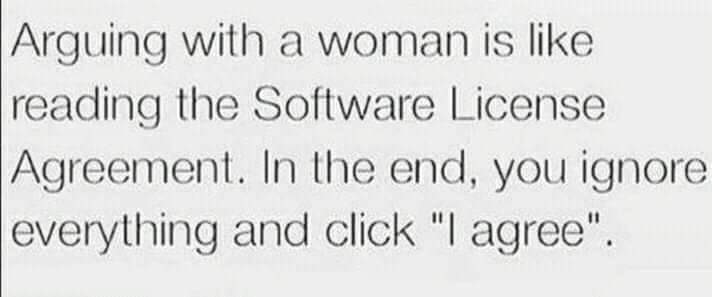 Arguing with a woman is like
reading the Software License
Agreement. In the end, you ignore
everything and click "I agree".